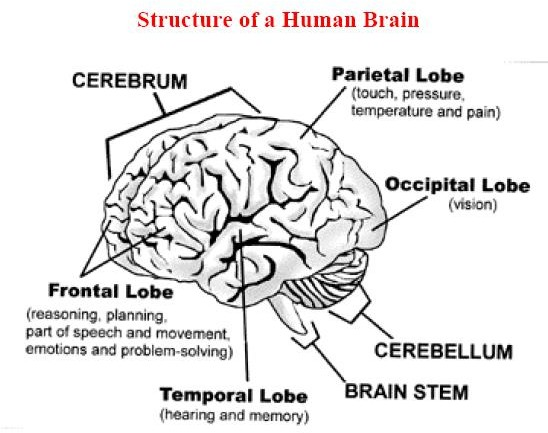 Structure of a Human Brain
CEREBRUM
Parietal Lobe
(touch, pressure,
temperature and pain)
Occipital Lobe
(vision)
Frontal Lobe
(reasoning, planning,
part of speech and movement,
emotions and problem-solving)
CEREBELLUM
BRAIN STEM
Temporal Lobe
(hearing and memory)